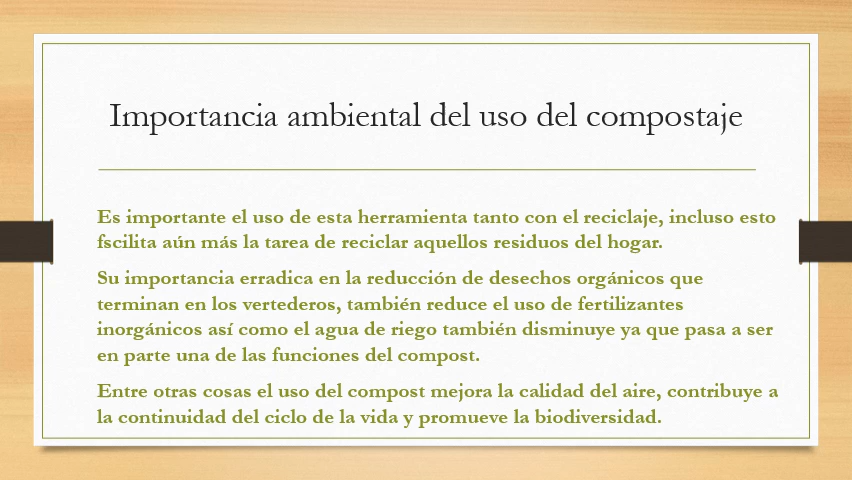 Importancia ambiental del uso del compostaje
Es importante el uso de esta herramienta tanto con el reciclaje, incluso esto
fscilita aún más la tarea de reciclar aquellos residuos del hogar.
Su importancia erradica en la reducción de desechos orgánicos que
terminan en los vertederos, también reduce el uso de fertilizantes
inorgánicos así como el agua de riego también disminuye ya que pasa a ser
en parte una de las funciones del compost.
Entre otras cosas el uso del compost mejora la calidad del aire, contribuye a
la continuidad del ciclo de la vida y promueve la biodiversidad.